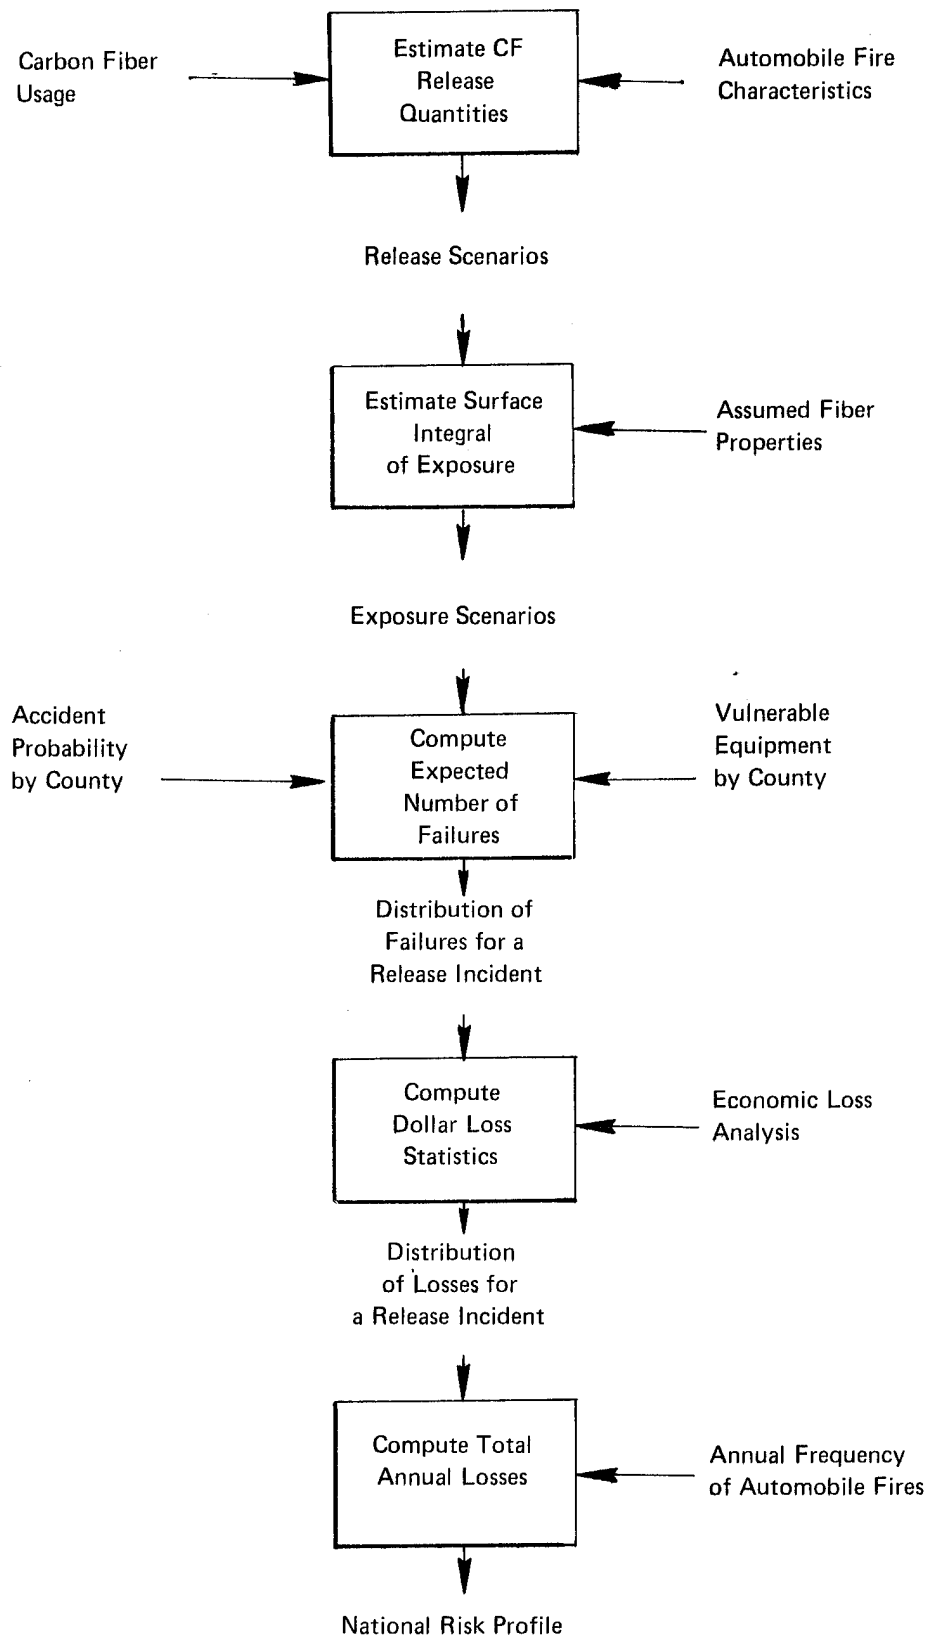 Carbon Fiber
Usage
Estimate CF
Release
Quantities
Automobile Fire
Characteristics
Release Scenarios
Estimate Surface
Integral
of Exposure
Assumed Fiber
Properties
Exposure Scenarios
Accident
Probability
by County
Compute
Expected
Number of
Failures
Vulnerable
Equipment
by County
Distribution of
Failures for a
Release Incident
Compute
Dollar Loss
Statistics
Economic Loss
Analysis
Distribution
of Losses for
a Release Incident
Compute Total
Annual Losses
Annual Frequency
of Automobile Fires
National Risk Profile